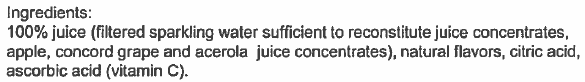 Ingredients:
100% juice (filtered sparkling water sufficient to reconstitute juice concentrates,
apple, concord grape and acerola juice concentrates), natural flavors, citric acid,
ascorbic acid (vitamin C).